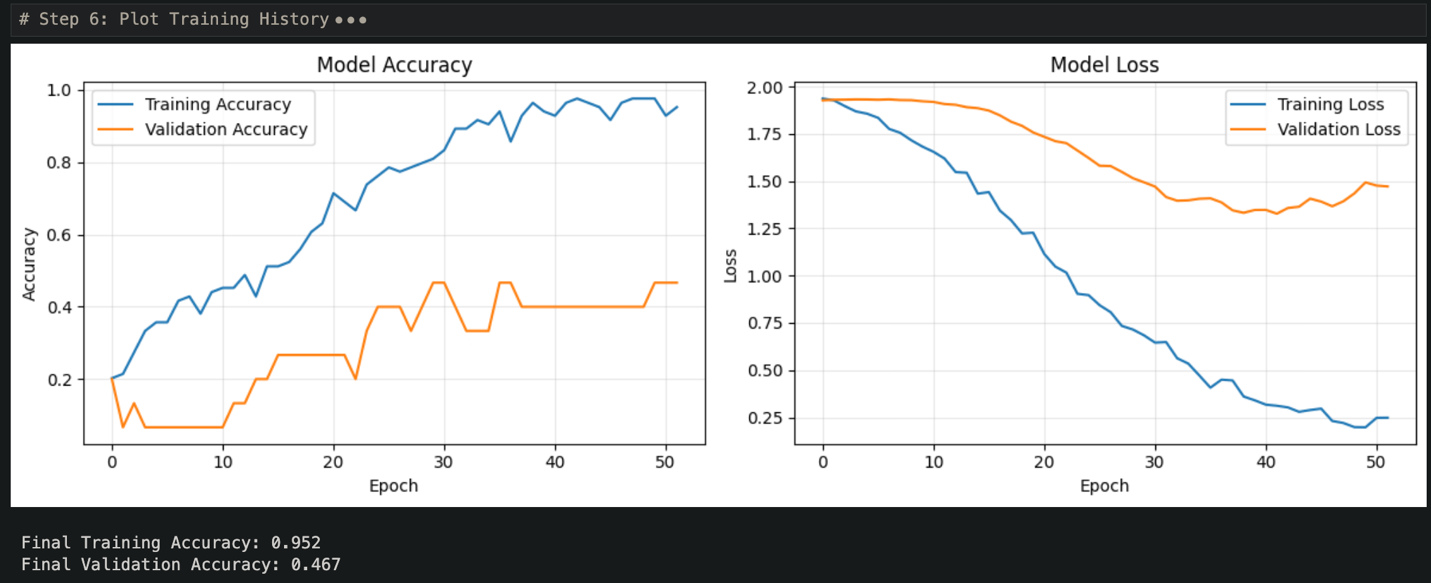 # Step 6: Plot Training History •••
Model Accuracy
1.0
0.8
0.6
0.4
0.2
Accuracy
Training Accuracy
Validation Accuracy
0 10 20 30 40 50
Epoch
Model Loss
2.00
1.75
1.50
1.25
1.00
0.75
0.50
0.25
Loss
Training Loss
Validation Loss
0 10 20 30 40 50
Epoch
Final Training Accuracy: 0.952
Final Validation Accuracy: 0.467